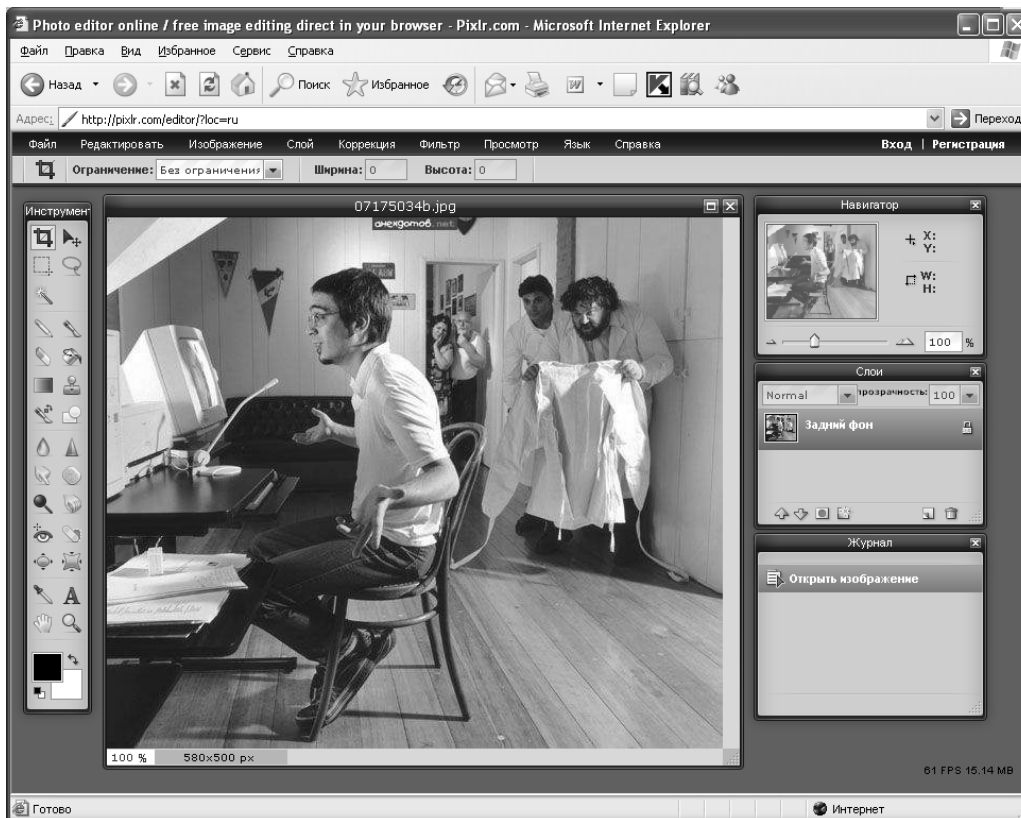 Photo editor online / free image editing direct in your browser - Pixlr.com - Microsoft Internet Explorer
Файл Правка Вид Избранное Сервис Справка
Назад Поиск Избранное
Адрес: http://pixlr.com/editor/?loc=ru Переход
Файл Редактировать Изображение Слой Коррекция Фильтр Просмотр Язык Справка Вход | Регистрация
Ограничение: Без ограничения Ширина: 0 Высота: 0
Инструмент
07175034b.jpg
анекдотов.net
100 % 580x500 px
Навигатор
X:
Y:
W:
H:
100 %
Слои
Normal прозрачность: 100
Задний фон
Журнал
Открыть изображение
61 FPS 15.14 MB
Готово Интернет